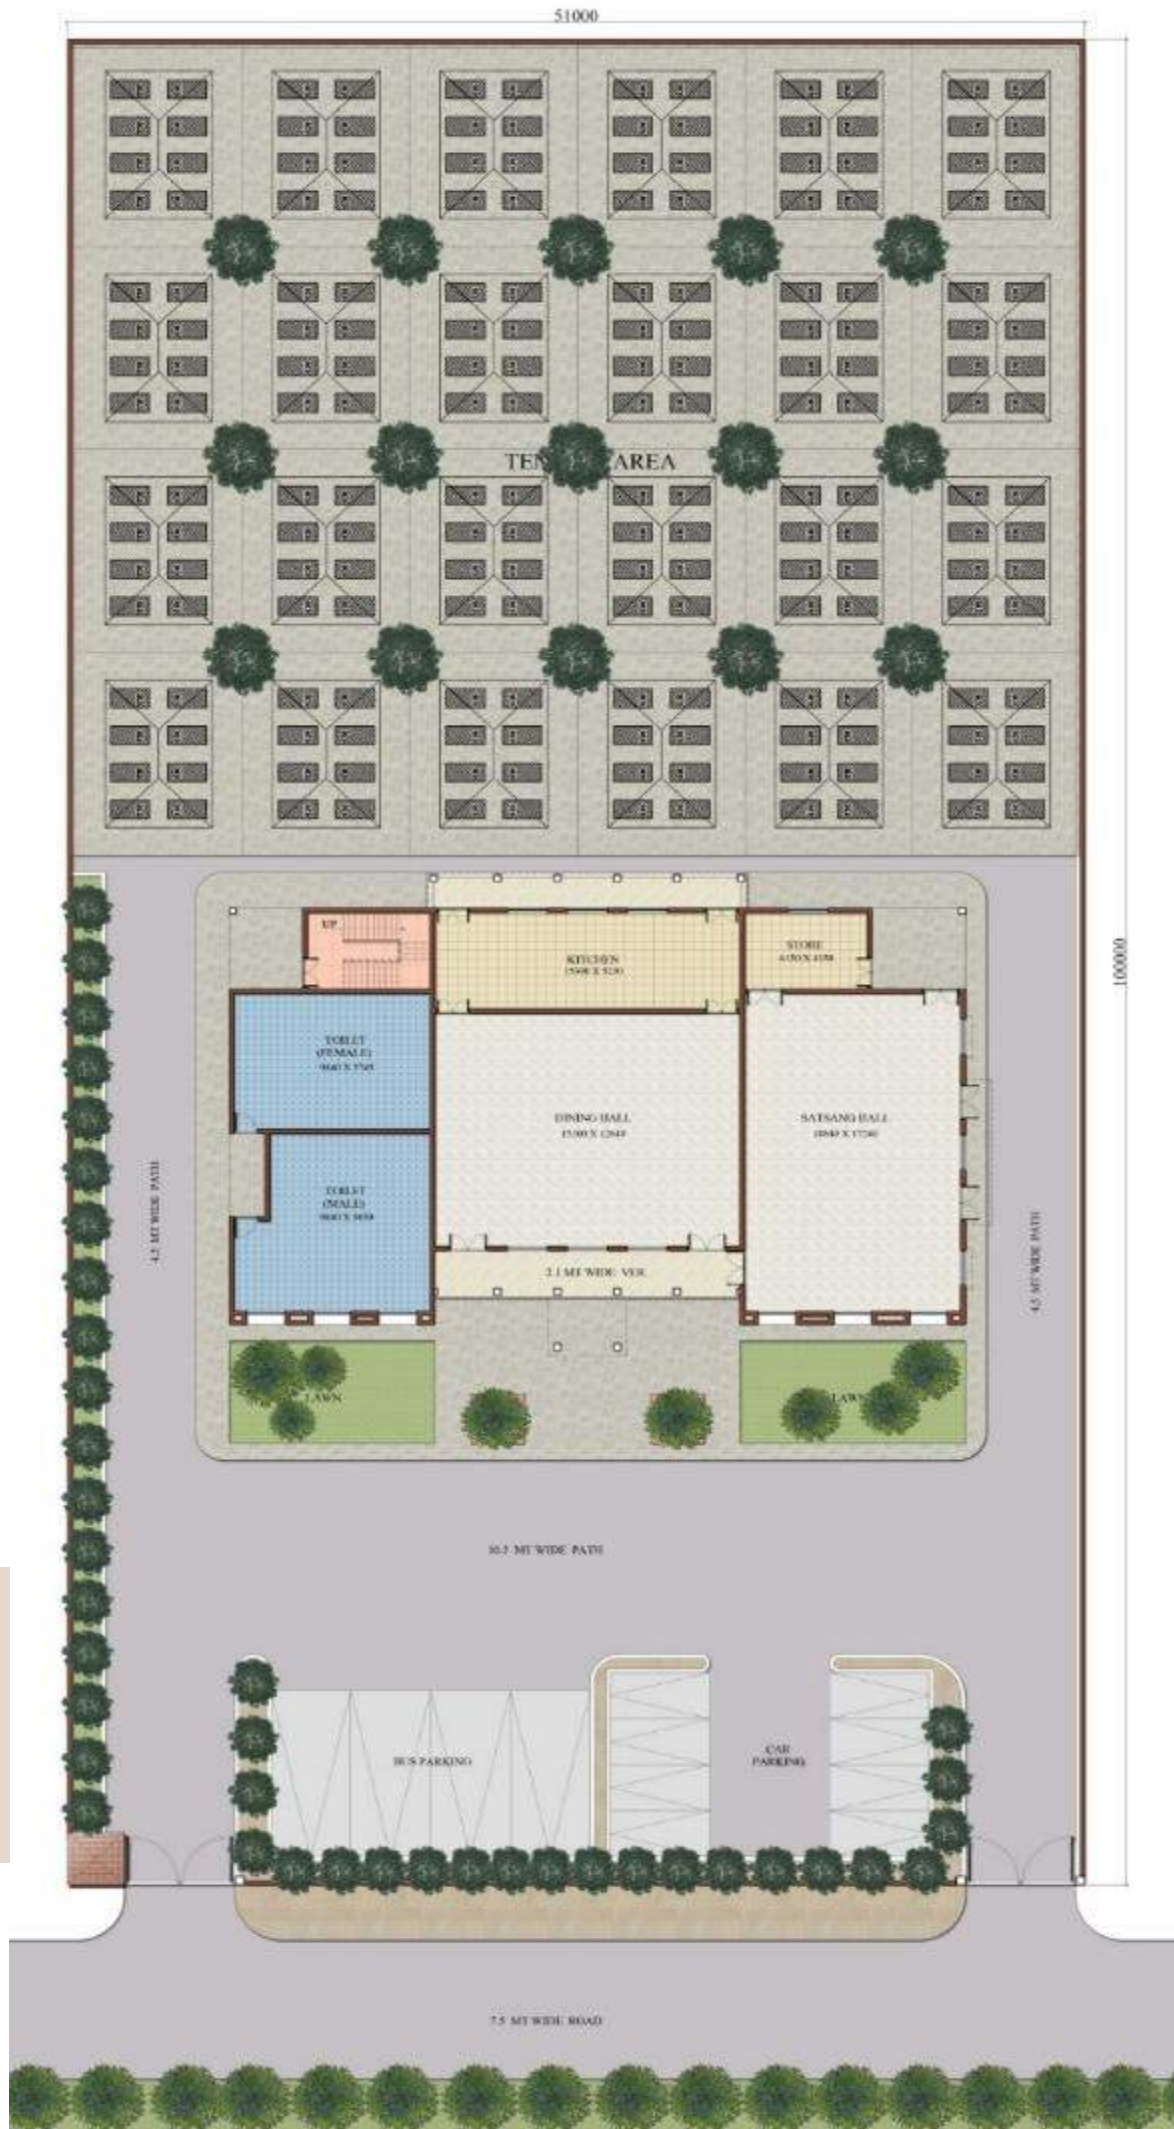 51000
AREA
100000
UP
KITCHEN
STORE
TOILET
(FEMALE)
DINING HALL
SATSANG HALL
TOILET
(MALE)
4.5 MT WIDE PATH
4.5 MT WIDE PATH
2.1 MT WIDE VER.
LAWN
LAWN
10.5 MT WIDE PATH
BUS PARKING
CAR
PARKING
7.5 MT WIDE ROAD